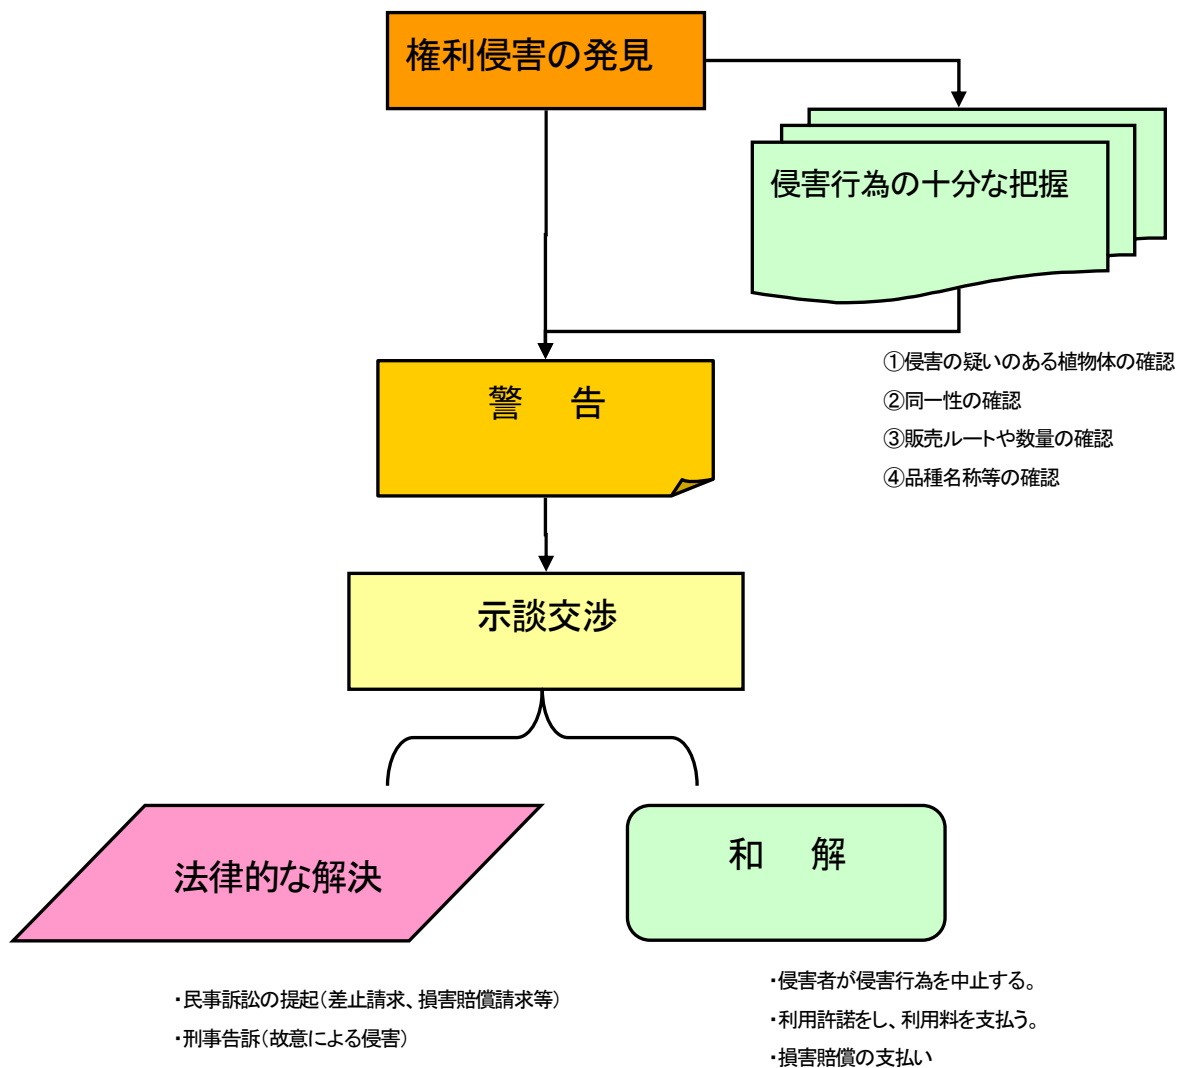 権利侵害の発見
侵害行為の十分な把握
①侵害の疑いのある植物体の確認
②同一性の確認
③販売ルートや数量の確認
④品種名称等の確認
警　告
示談交渉
法律的な解決
和　解
・民事訴訟の提起(差止請求、損害賠償請求等)
・刑事告訴(故意による侵害)
・侵害者が侵害行為を中止する。
・利用許諾をし、利用料を支払う。
・損害賠償の支払い